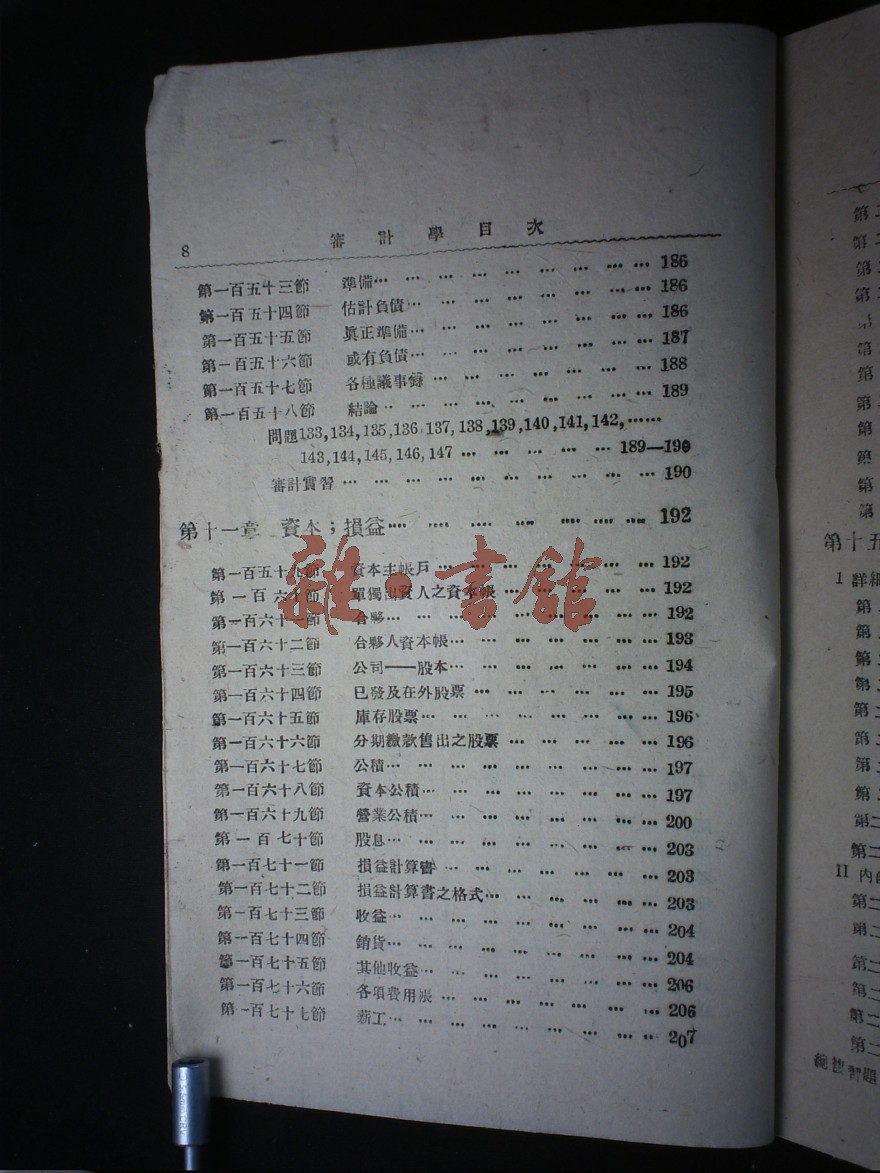 8 審計學目次
第一百五十三節 準備 186
第一百五十四節 估計負債 186
第一百五十五節 眞正準備 186
第一百五十六節 或有負債 187
第一百五十七節 各種議事錄 188
第一百五十八節 結論 189
問題133,134,135,136,137,138,139,140,141,142,……
143,144,145,146,147 189—190
審計實習 190
第十一章 資本；損益 192
第一百五十九節 資本主帳戶 192
第一百六十節 單獨出資人之資本帳 192
第一百六十一節 合夥 192
第一百六十二節 合夥人資本帳 193
第一百六十三節 公司——股本 194
第一百六十四節 已發及在外股票 195
第一百六十五節 庫存股票 196
第一百六十六節 分期繳款售出之股票 196
第一百六十七節 公積 197
第一百六十八節 資本公積 197
第一百六十九節 營業公積 200
第一百七十節 股息 203
第一百七十一節 損益計算書 203
第一百七十二節 損益計算書之格式 203
第一百七十三節 收益 204
第一百七十四節 銷貨 204
第一百七十五節 其他收益 206
第一百七十六節 各項費用帳 206
第一百七十七節 薪工 207
雜·書館
第十五
1 詳細
II 內
總複習題